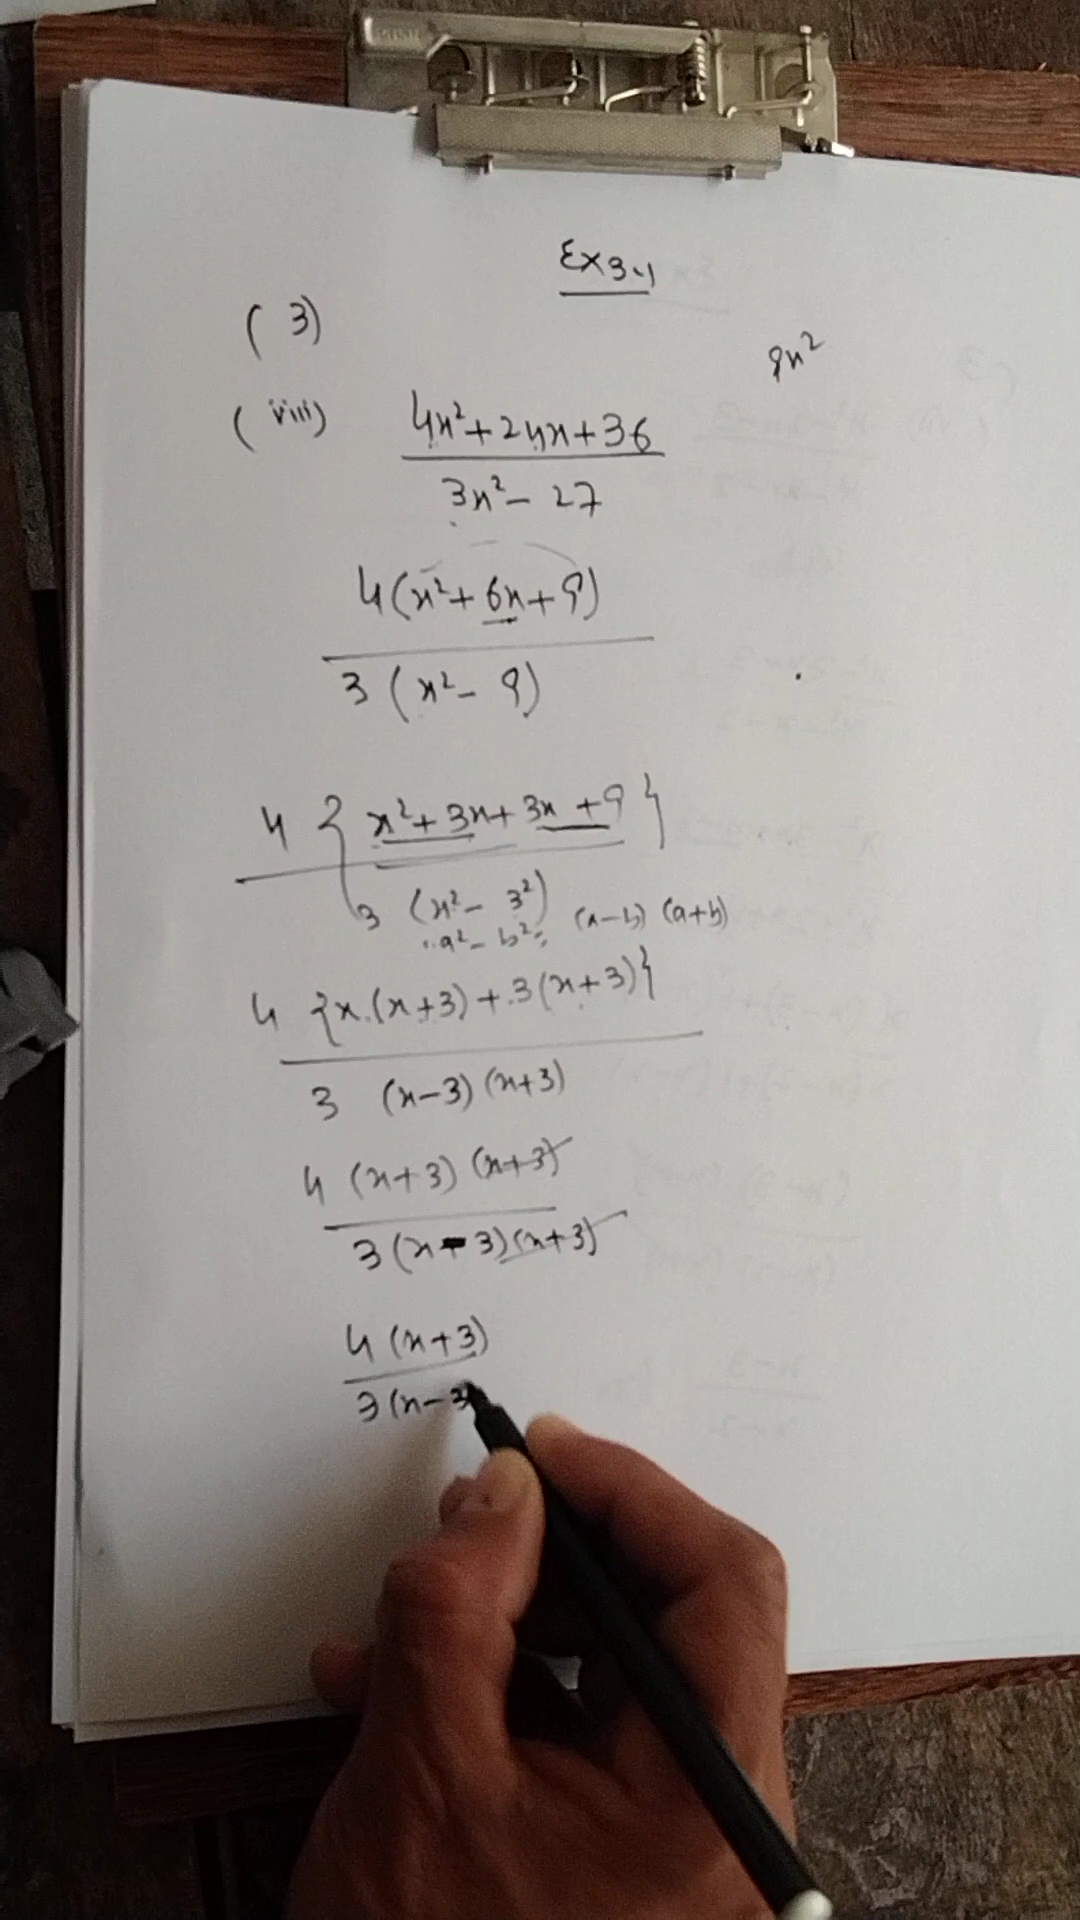 Ex 3.1
(3)
9x²
(viii) 4x²+24x+36
3x²- 27
4(x²+6x+9)
3(x²- 9)
4{x²+3x+3x+9}
3(x²- 3²)
a²- b²= (a-b)(a+b)
4{x.(x+3)+3(x+3)}
3 (x-3)(x+3)
4(x+3)(x+3)
3(x-3)(x+3)
4(x+3)
3(x-3